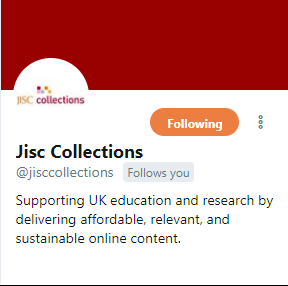 JISC collections
Following
Jisc Collections
@jisccollections Follows you
Supporting UK education and research by
delivering affordable, relevant, and
sustainable online content.